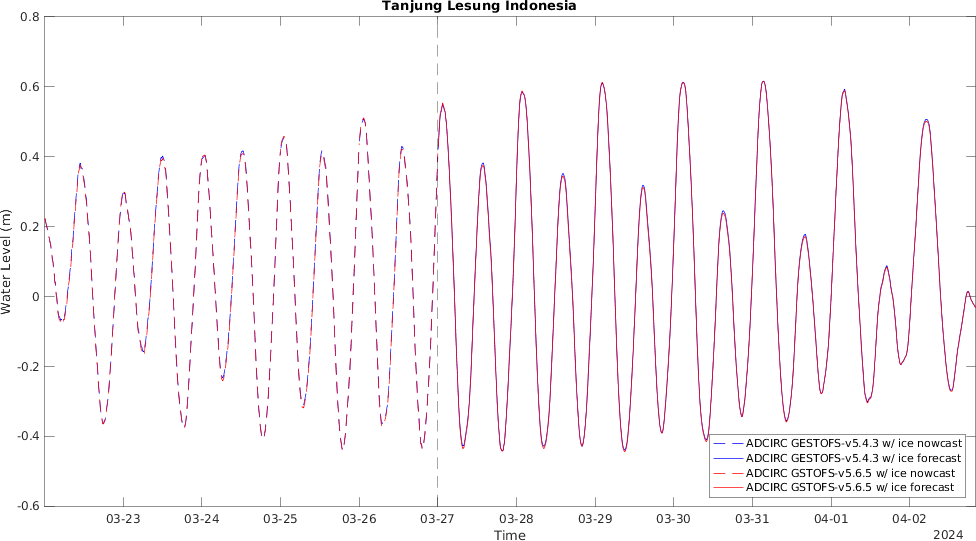 Tanjung Lesung Indonesia
0.8
0.6
0.4
0.2
0
-0.2
-0.4
-0.6
Water Level (m)
ADCIRC GESTOFS-v5.4.3 w/ ice nowcast
ADCIRC GESTOFS-v5.4.3 w/ ice forecast
ADCIRC GSTOFS-v5.6.5 w/ ice nowcast
ADCIRC GSTOFS-v5.6.5 w/ ice forecast
03-23 03-24 03-25 03-26 03-27 03-28 03-29 03-30 03-31 04-01 04-02
Time
2024